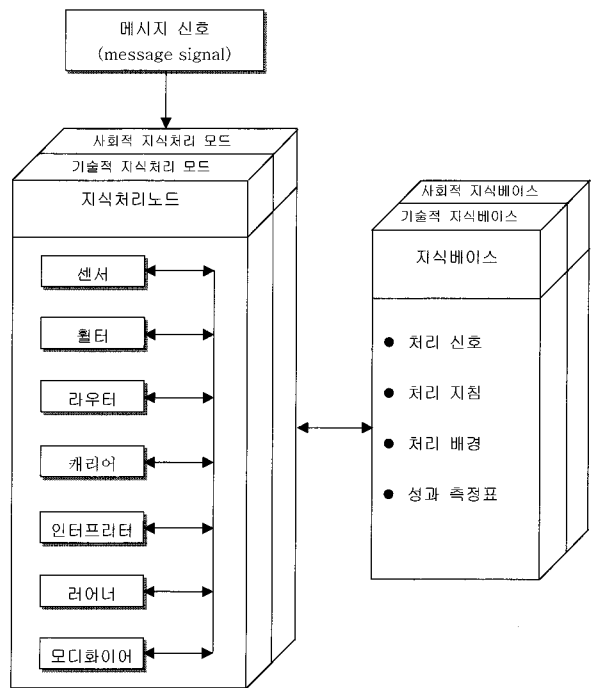 메시지 신호
(message signal)
사회적 지식처리 모드
기술적 지식처리 모드
지식처리노드
센서
휠터
라우터
캐리어
인터프리터
러어너
모디화이어
사회적 지식베이스
기술적 지식베이스
지식베이스
● 처리 신호
● 처리 지침
● 처리 배경
● 성과 측정표